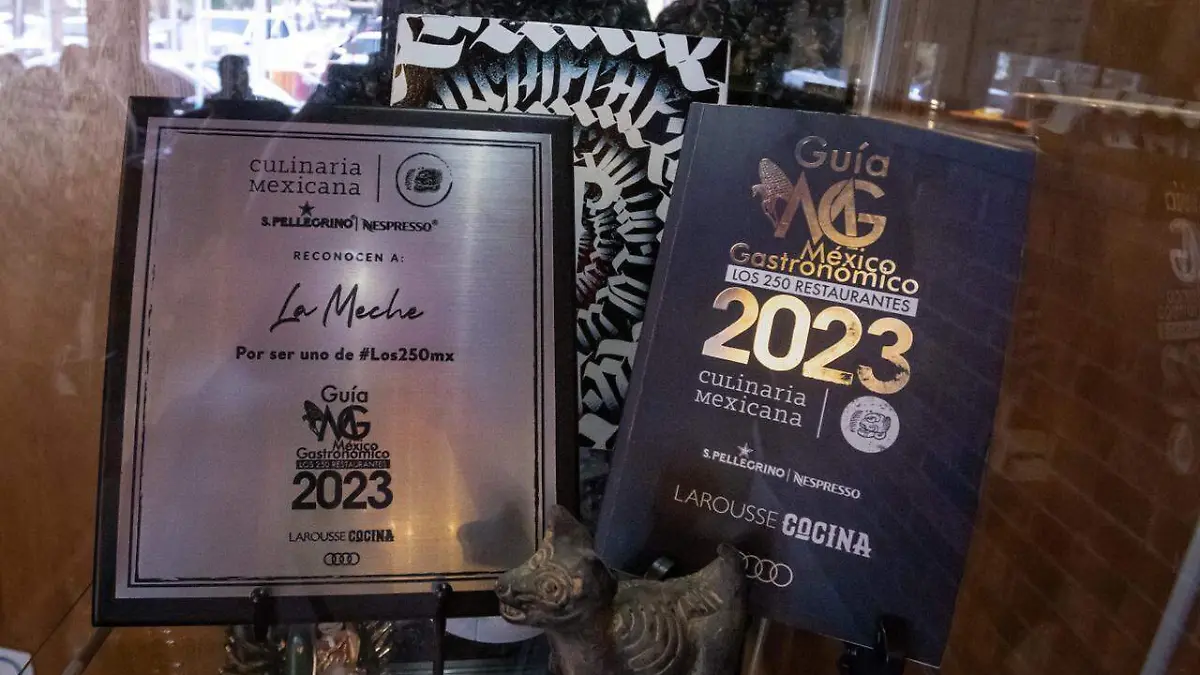 culinaria
mexicana
S.PELLEGRINO | NESPRESSO®
RECONOCEN A:
La Meche
Por ser uno de #Los250mx
Guía
MG
México
Gastronómico
LOS 250 RESTAURANTES
2023
LAROUSSE COCINA
Guía
MG
México
Gastronómico
LOS 250 RESTAURANTES
2023
culinaria
mexicana
S.PELLEGRINO | NESPRESSO
LAROUSSE COCINA